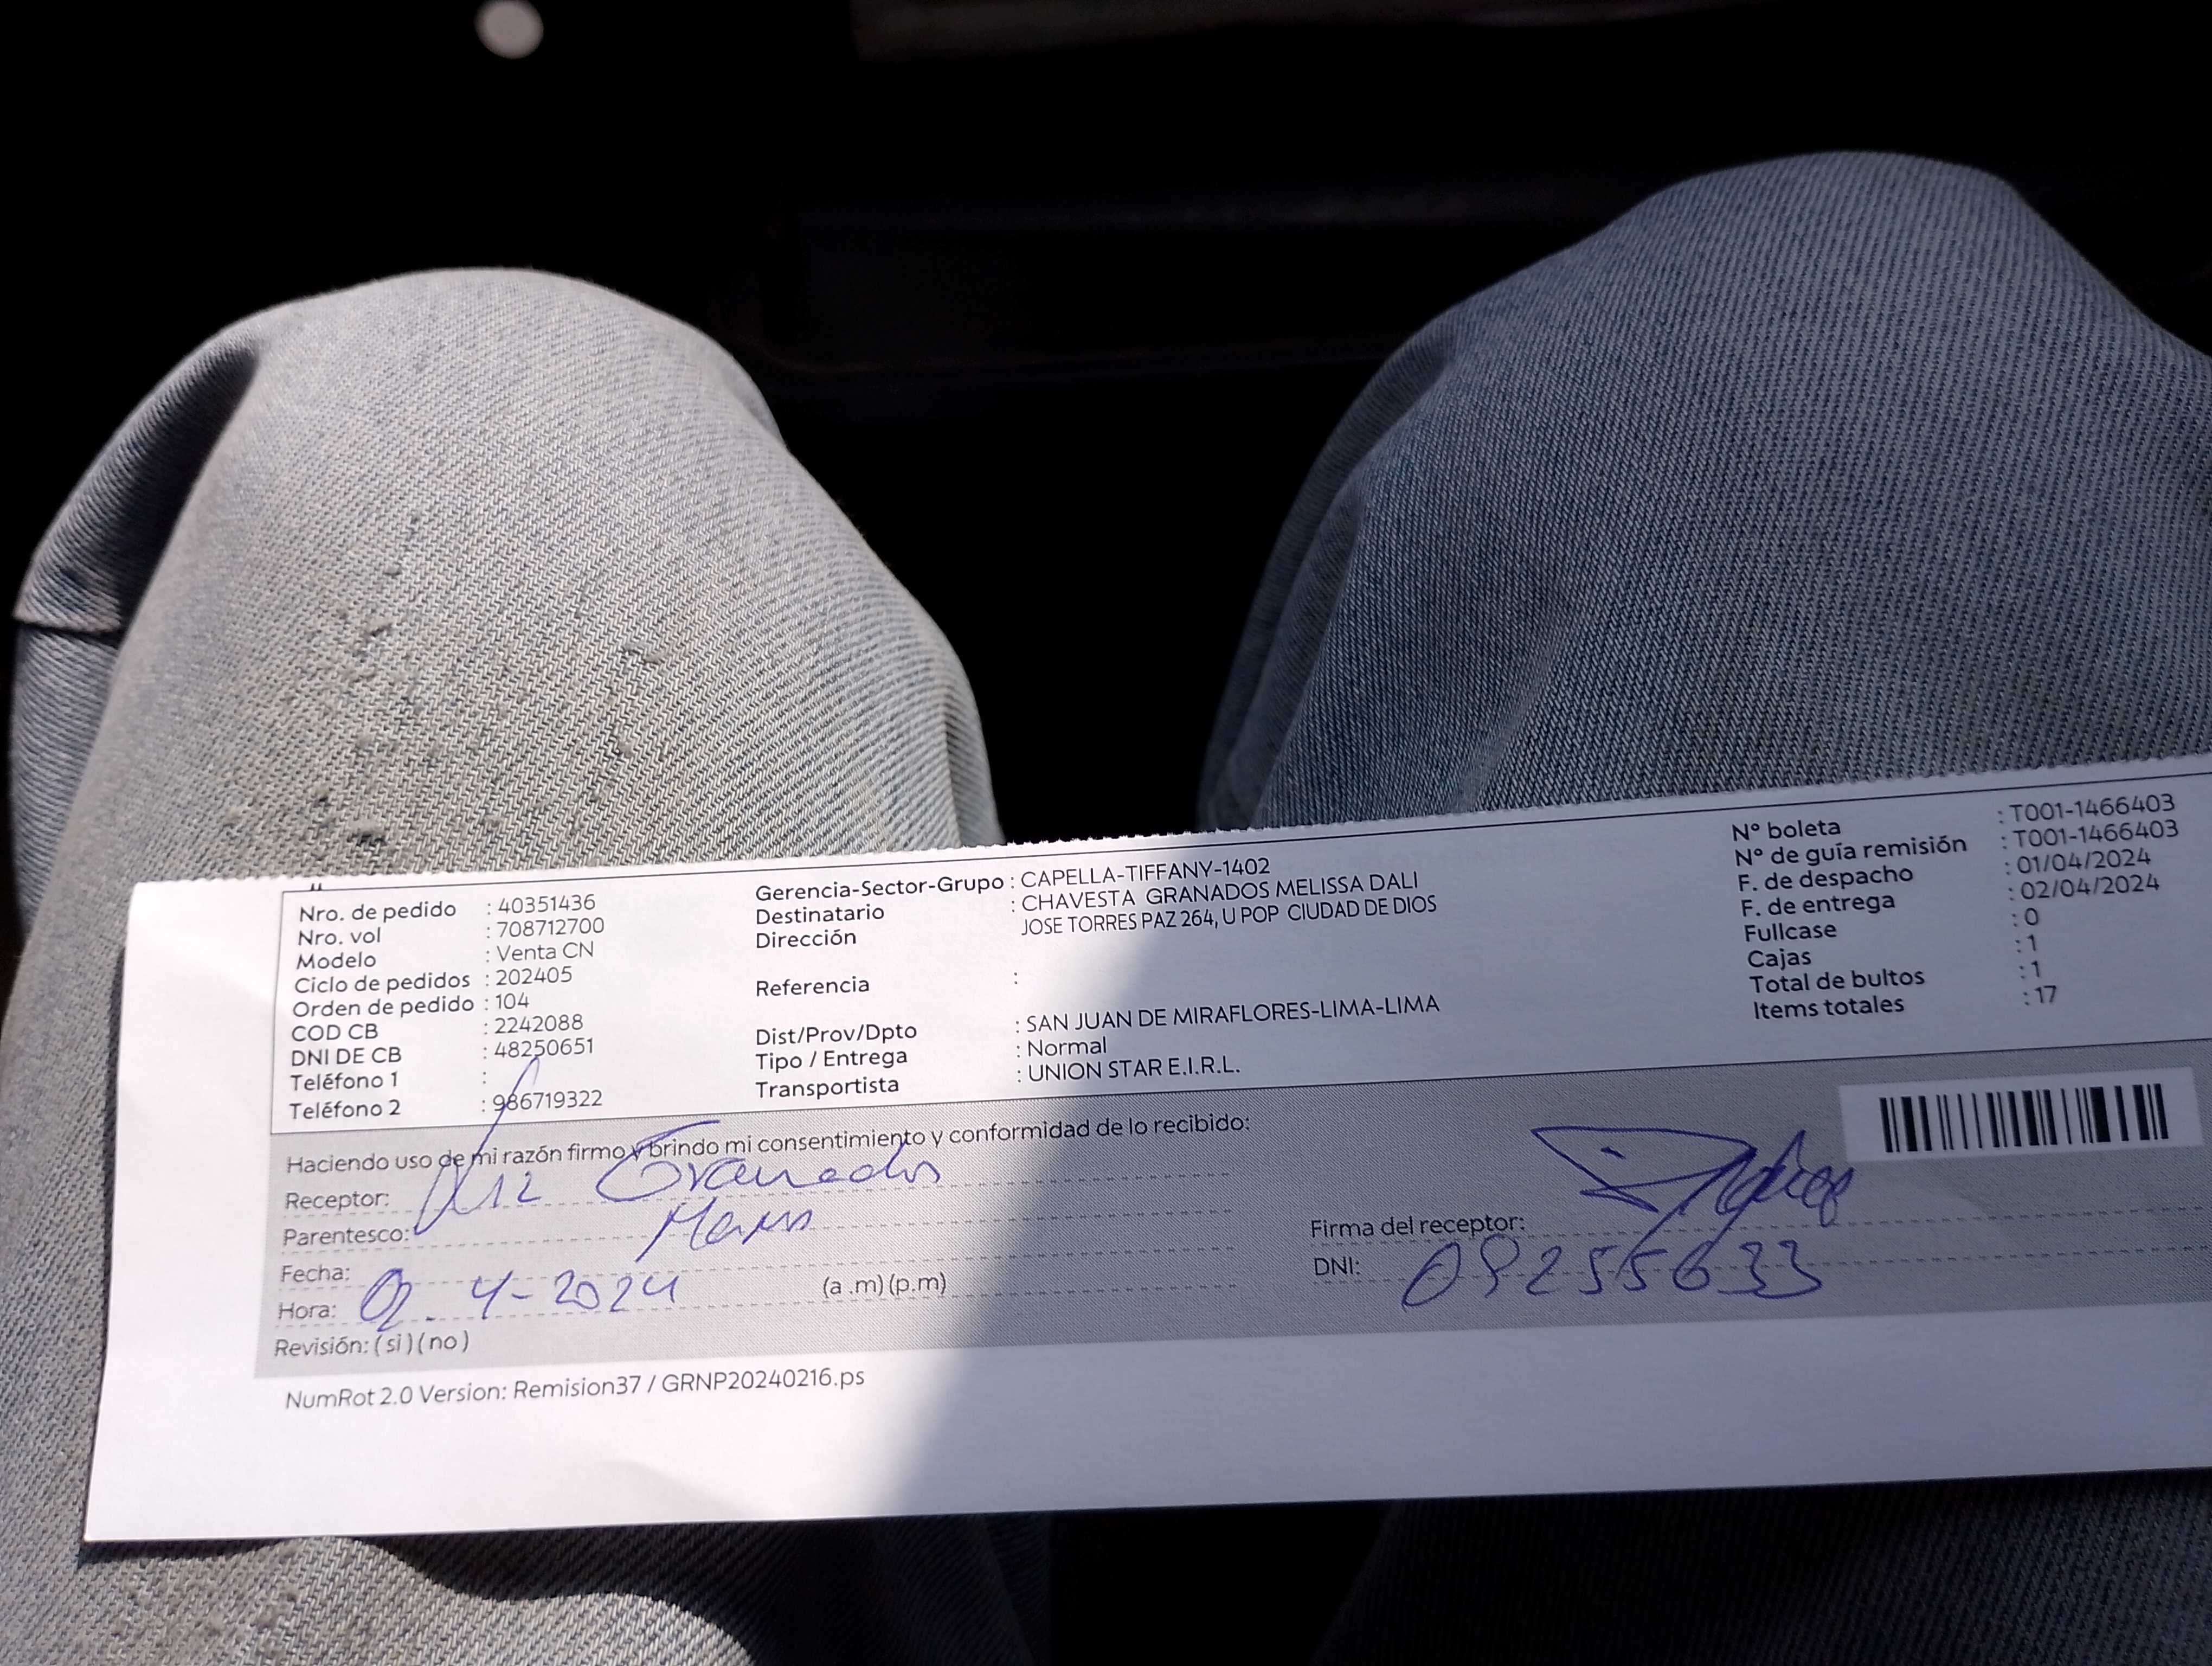 Nro. de pedido : 40351436
Nro. vol : 708712700
Modelo : Venta CN
Ciclo de pedidos : 202405
Orden de pedido : 104
COD CB : 2242088
DNI DE CB : 48250651
Teléfono 1 :
Teléfono 2 : 986719322
Gerencia-Sector-Grupo : CAPELLA-TIFFANY-1402
Destinatario : CHAVESTA GRANADOS MELISSA DALI
Dirección JOSE TORRES PAZ 264, U POP CIUDAD DE DIOS
Referencia :
Dist/Prov/Dpto : SAN JUAN DE MIRAFLORES-LIMA-LIMA
Tipo / Entrega : Normal
Transportista : UNION STAR E.I.R.L.
N° boleta : T001-1466403
N° de guía remisión : T001-1466403
F. de despacho : 01/04/2024
F. de entrega : 02/04/2024
Fullcase : 0
Cajas : 1
Total de bultos : 1
Items totales : 17
Haciendo uso de mi razón firmo y brindo mi consentimiento y conformidad de lo recibido:
Receptor: Granados
Parentesco:
Fecha:
Hora: 02-4-2024 (a .m) (p.m)
Revisión: ( si ) ( no )
Firma del receptor:
DNI: 09255633
NumRot 2.0 Version: Remision37 / GRNP20240216.ps